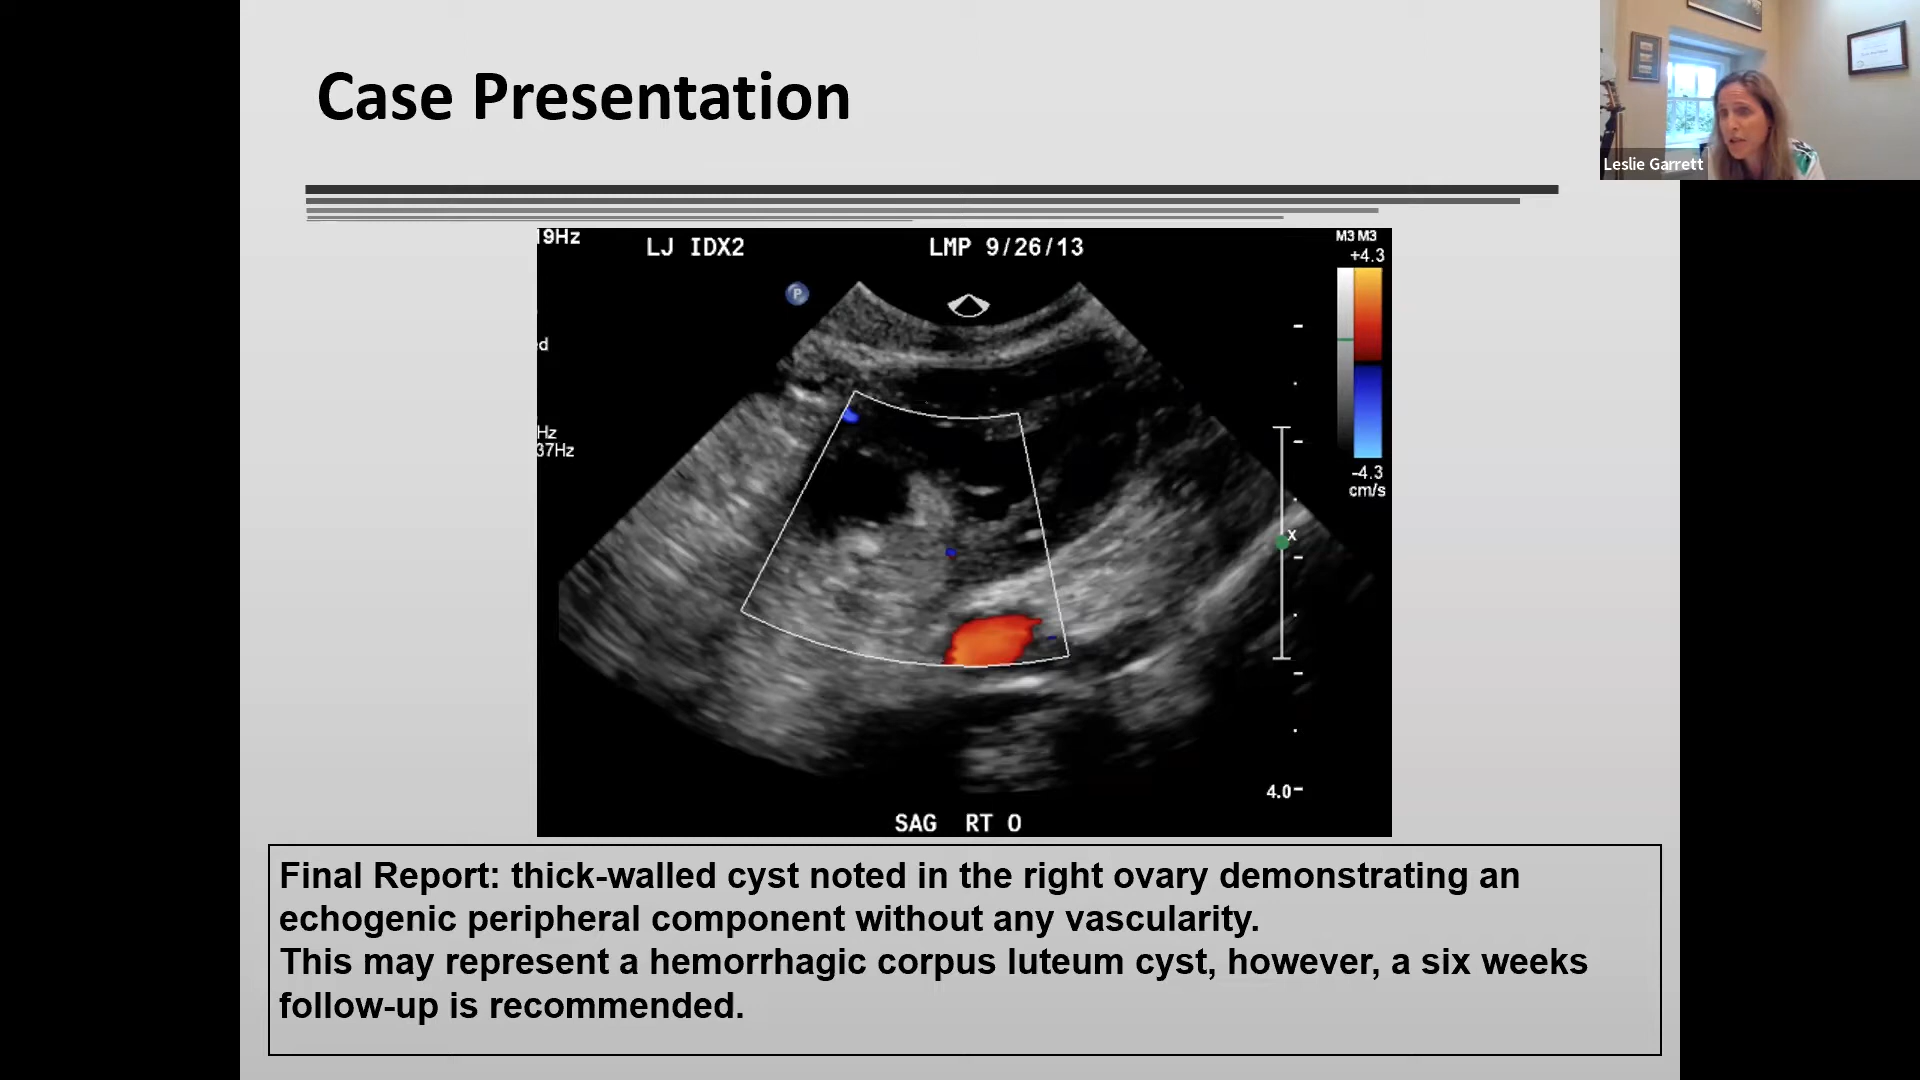 Case Presentation
Leslie Garrett
19Hz
LJ IDX2
LMP 9/26/13
M3 M3
+4.3
P
ed
Hz
37Hz
-4.3
cm/s
x
4.0
SAG RT O
Final Report: thick-walled cyst noted in the right ovary demonstrating an
echogenic peripheral component without any vascularity.
This may represent a hemorrhagic corpus luteum cyst, however, a six weeks
follow-up is recommended.